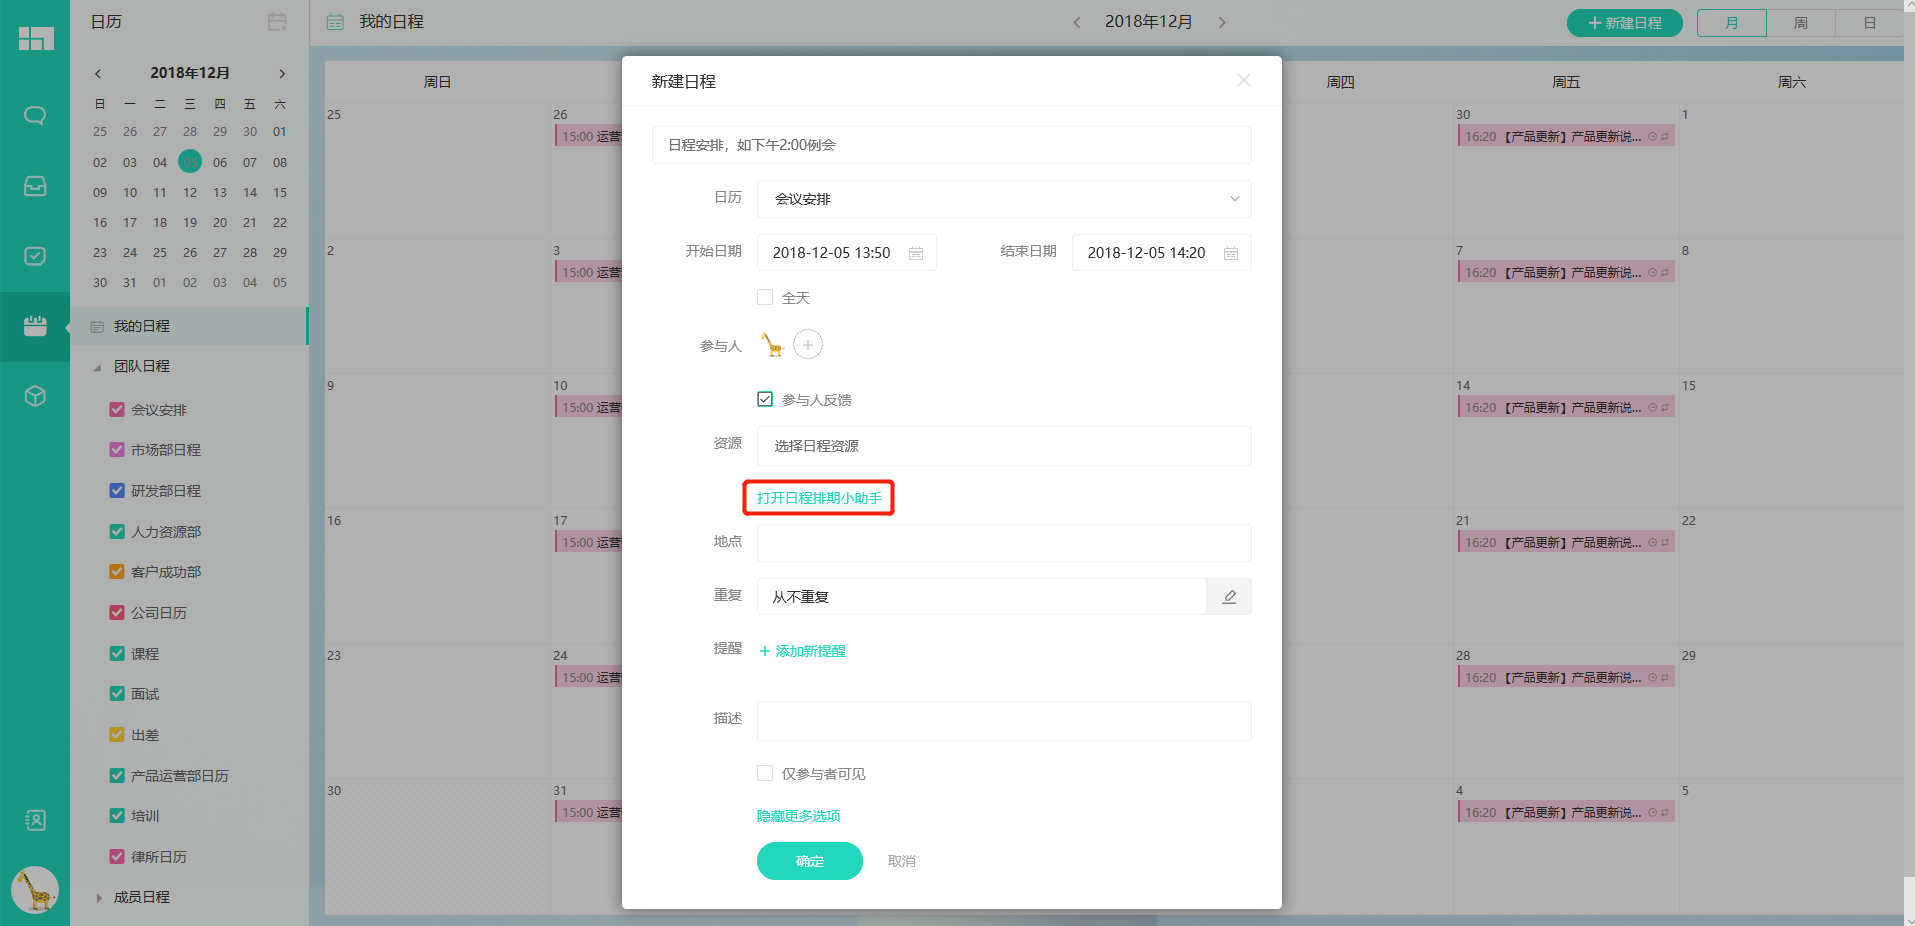 日历
我的日程
2018年12月
新建日程
月
周
日
2018年12月
日 一 二 三 四 五 六
25 26 27 28 29 30 01
02 03 04 05 06 07 08
09 10 11 12 13 14 15
16 17 18 19 20 21 22
23 24 25 26 27 28 29
30 31 01 02 03 04 05
我的日程
团队日程
会议安排
市场部日程
研发部日程
人力资源部
客户成功部
公司日历
课程
面试
出差
产品运营部日历
培训
律所日历
成员日程
周日 周四 周五 周六
25 26 30 1
15:00 运营
16:20 【产品更新】产品更新说...
2 3 7 8
15:00 运营
16:20 【产品更新】产品更新说...
9 10 14 15
15:00 运营
16:20 【产品更新】产品更新说...
16 17 21 22
15:00 运营
16:20 【产品更新】产品更新说...
23 24 28 29
15:00 运营
16:20 【产品更新】产品更新说...
30 31 4 5
15:00 运营
16:20 【产品更新】产品更新说...
新建日程
日程安排，如下午2:00例会
日历 会议安排
开始日期 2018-12-05 13:50 结束日期 2018-12-05 14:20
全天
参与人
参与人反馈
资源 选择日程资源
打开日程排期小助手
地点
重复 从不重复
提醒 + 添加新提醒
描述
仅参与者可见
隐藏更多选项
确定 取消